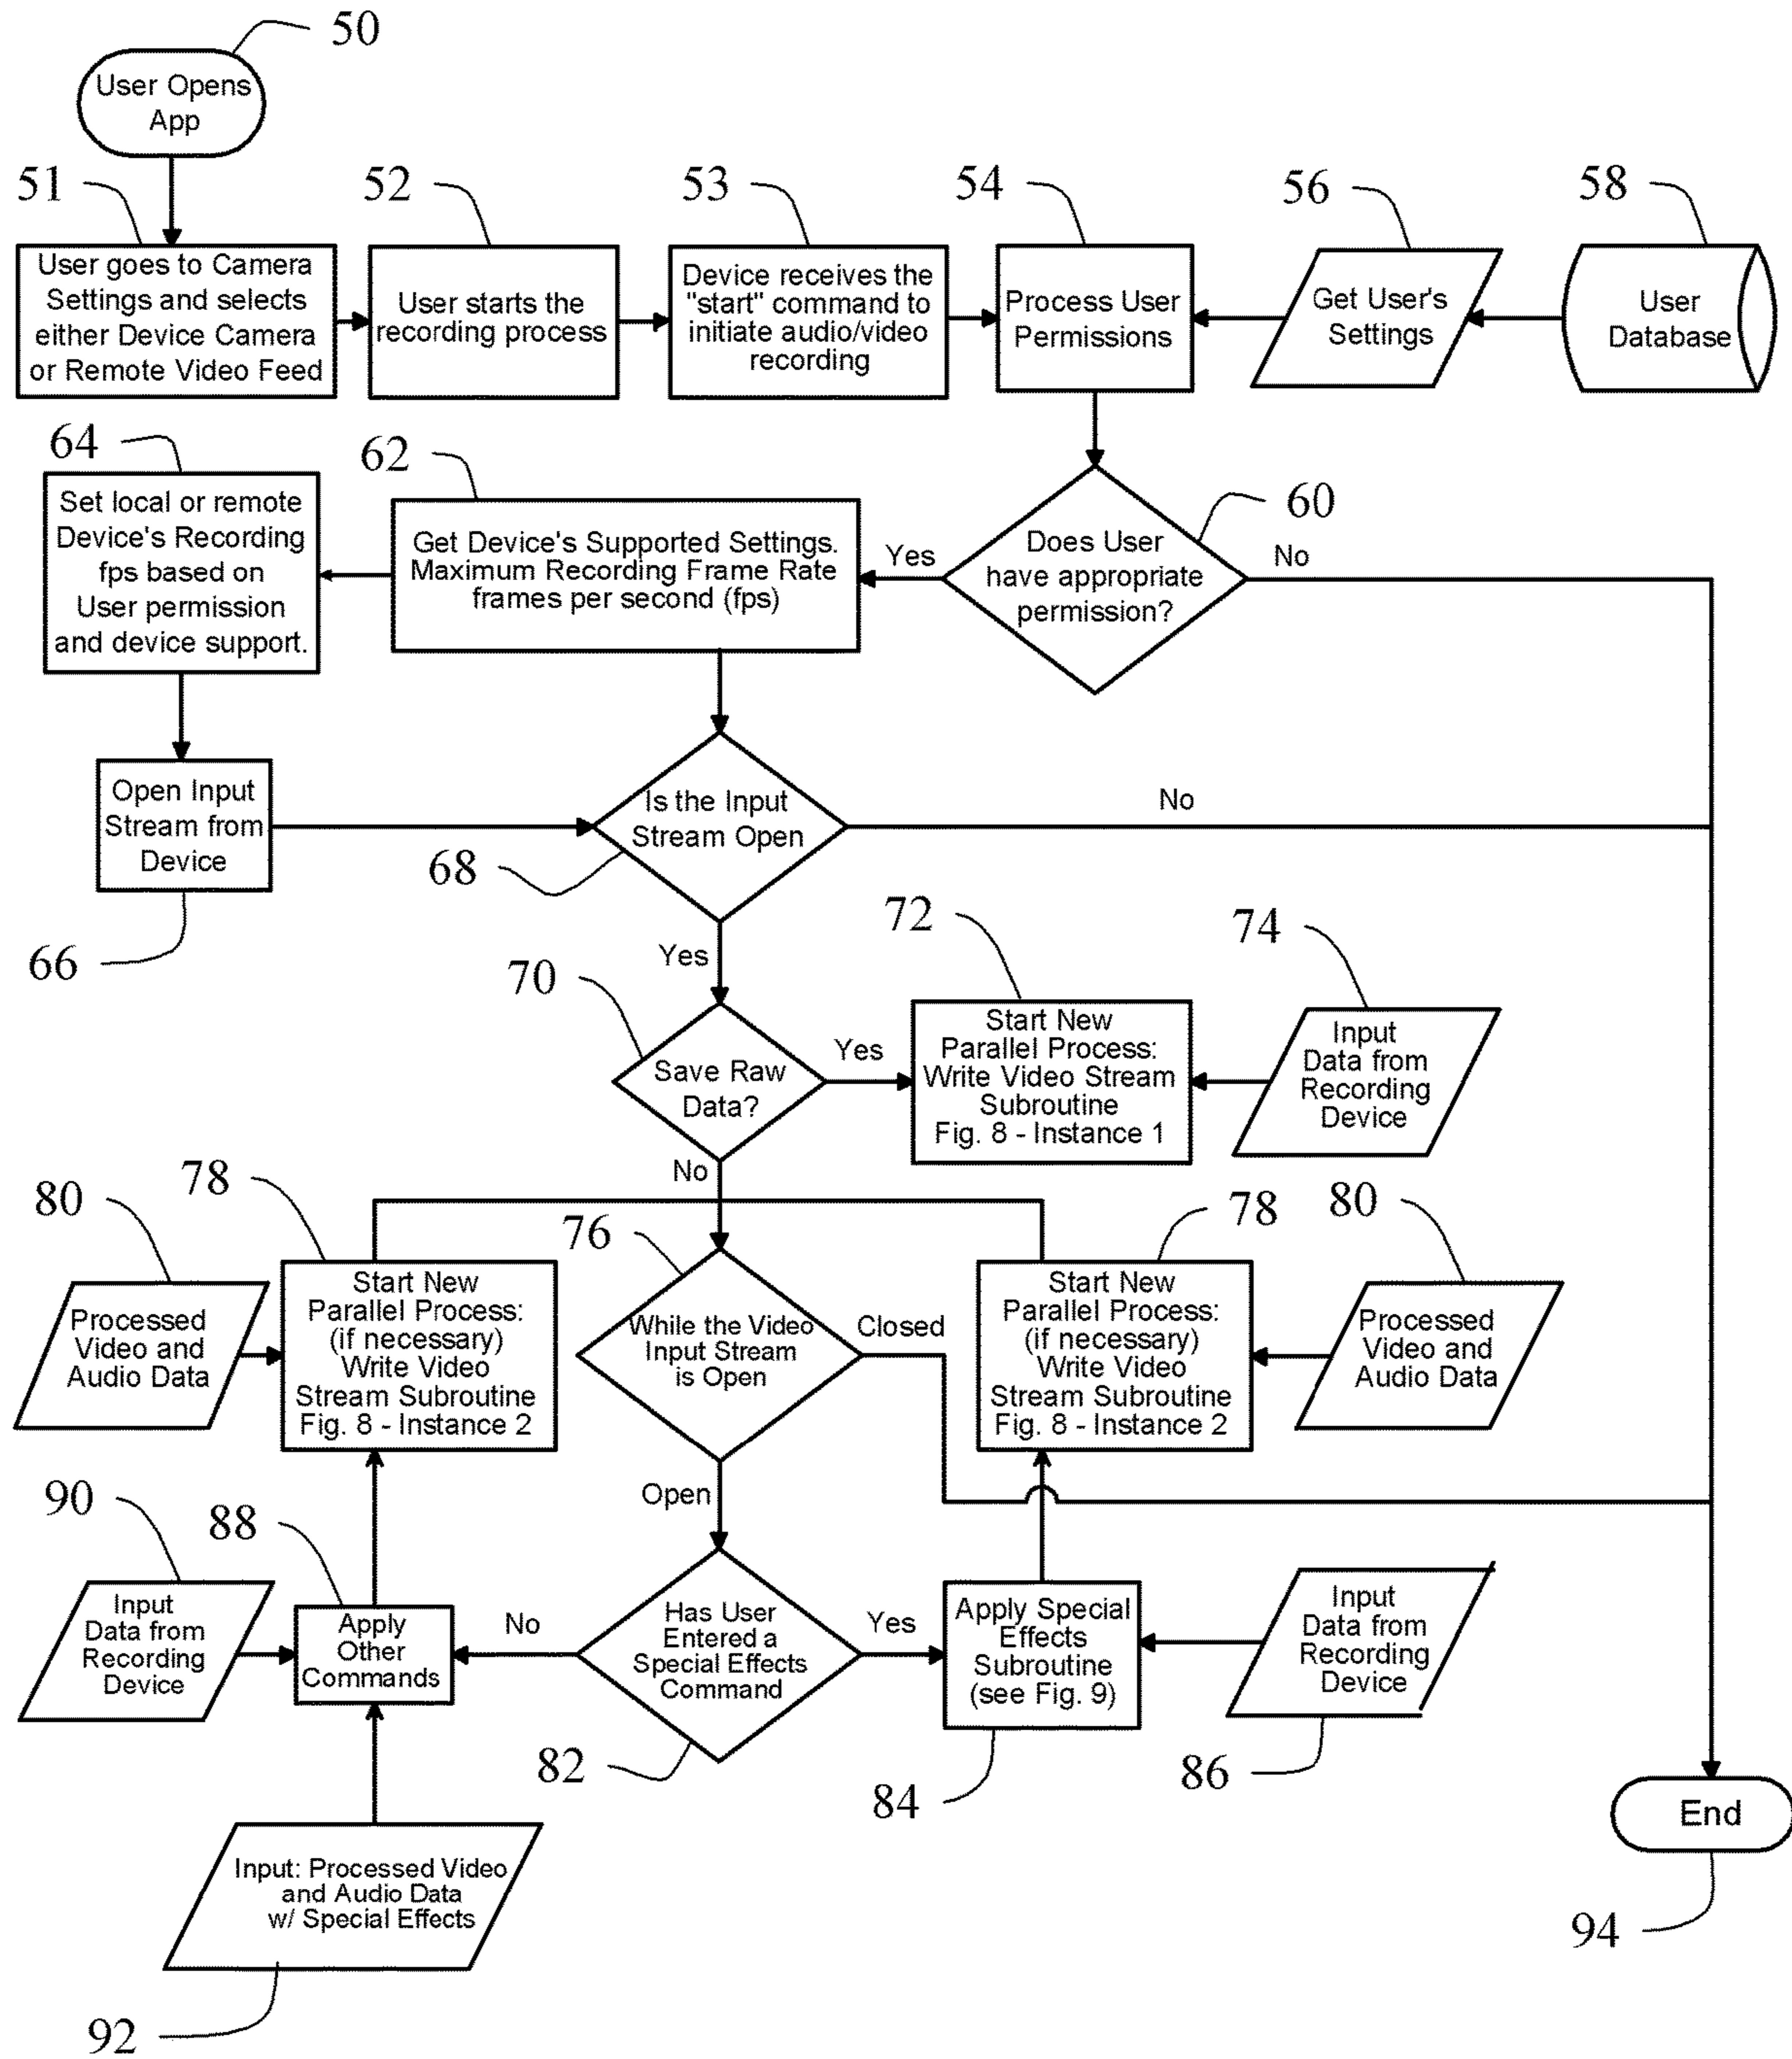 50
User Opens
App
51
52
53
54
56
58
User goes to Camera
Settings and selects
either Device Camera
or Remote Video Feed
User starts the
recording process
Device receives the
"start" command to
initiate audio/video
recording
Process User
Permissions
Get User's
Settings
User
Database
64
62
60
Set local or remote
Device's Recording
fps based on
User permission
and device support.
Get Device's Supported Settings.
Maximum Recording Frame Rate
frames per second (fps)
Yes
Does User
have appropriate
permission?
No
Open Input
Stream from
Device
66
Is the Input
Stream Open
68
No
Yes
70
72
74
Save Raw
Data?
Yes
Start New
Parallel Process:
Write Video Stream
Subroutine
Fig. 8 - Instance 1
Input
Data from
Recording
Device
No
80
78
76
78
80
Processed
Video and
Audio Data
Start New
Parallel Process:
(if necessary)
Write Video
Stream Subroutine
Fig. 8 - Instance 2
While the Video
Input Stream
is Open
Closed
Start New
Parallel Process:
(if necessary)
Write Video
Stream Subroutine
Fig. 8 - Instance 2
Processed
Video and
Audio Data
Open
90
88
Input
Data from
Recording
Device
Apply
Other
Commands
No
Has User
Entered a
Special Effects
Command
Yes
Apply Special
Effects
Subroutine
(see Fig. 9)
Input
Data from
Recording
Device
82
84
86
Input: Processed Video
and Audio Data
w/ Special Effects
92
End
94